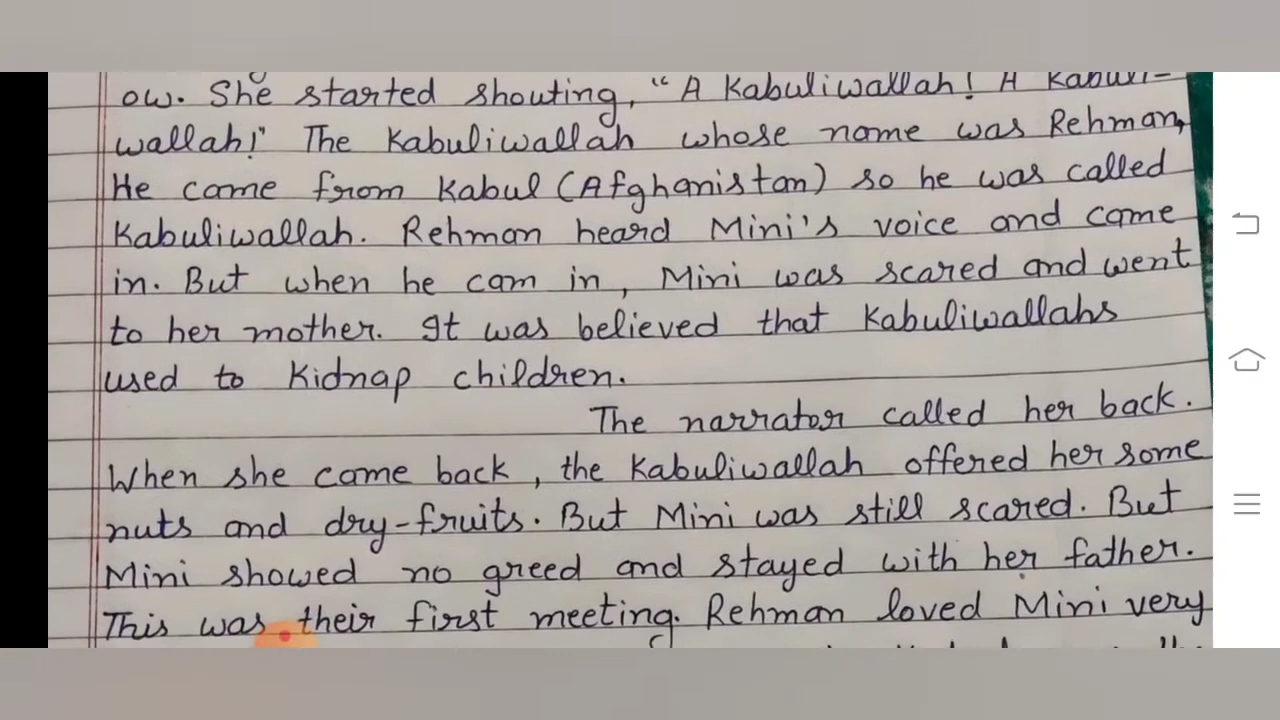 ow. She started shouting, "A Kabuliwallah! A Kabuli-
wallah!" The Kabuliwallah whose name was Rehman,
He came from Kabul (Afghanistan) so he was called
Kabuliwallah. Rehman heard Mini's voice and came
in. But when he cam in, Mini was scared and went
to her mother. It was believed that Kabuliwallahs
used to kidnap children.
The narrator called her back.
When she came back, the Kabuliwallah offered her some
nuts and dry-fruits. But Mini was still scared. But
Mini showed no greed and stayed with her father.
This was their first meeting. Rehman loved Mini very